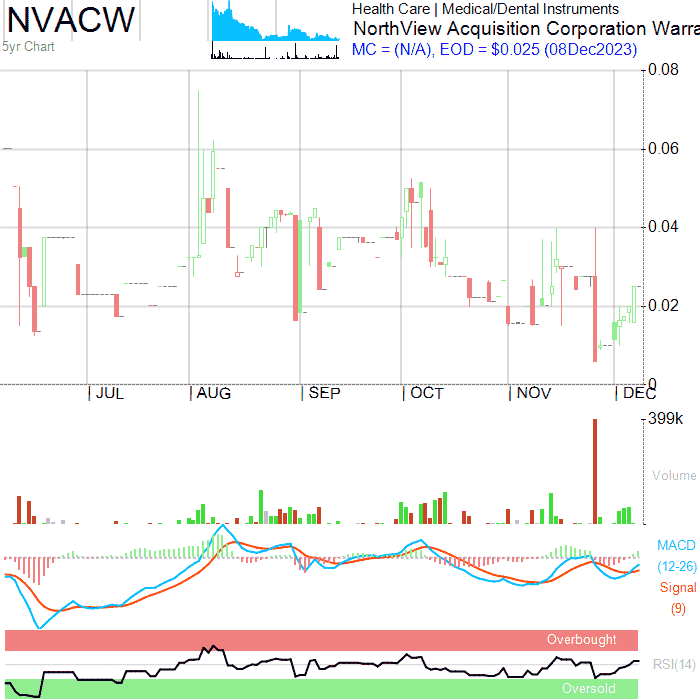 NVACW
5yr Chart
Health Care | Medical/Dental Instruments
NorthView Acquisition Corporation Warra
MC = (N/A), EOD = $0.025 (08Dec2023)
0.08
0.06
0.04
0.02
0
JUL AUG SEP OCT NOV DEC
399k
Volume
MACD
(12-26)
Signal
(9)
Overbought
RSI(14)
Oversold